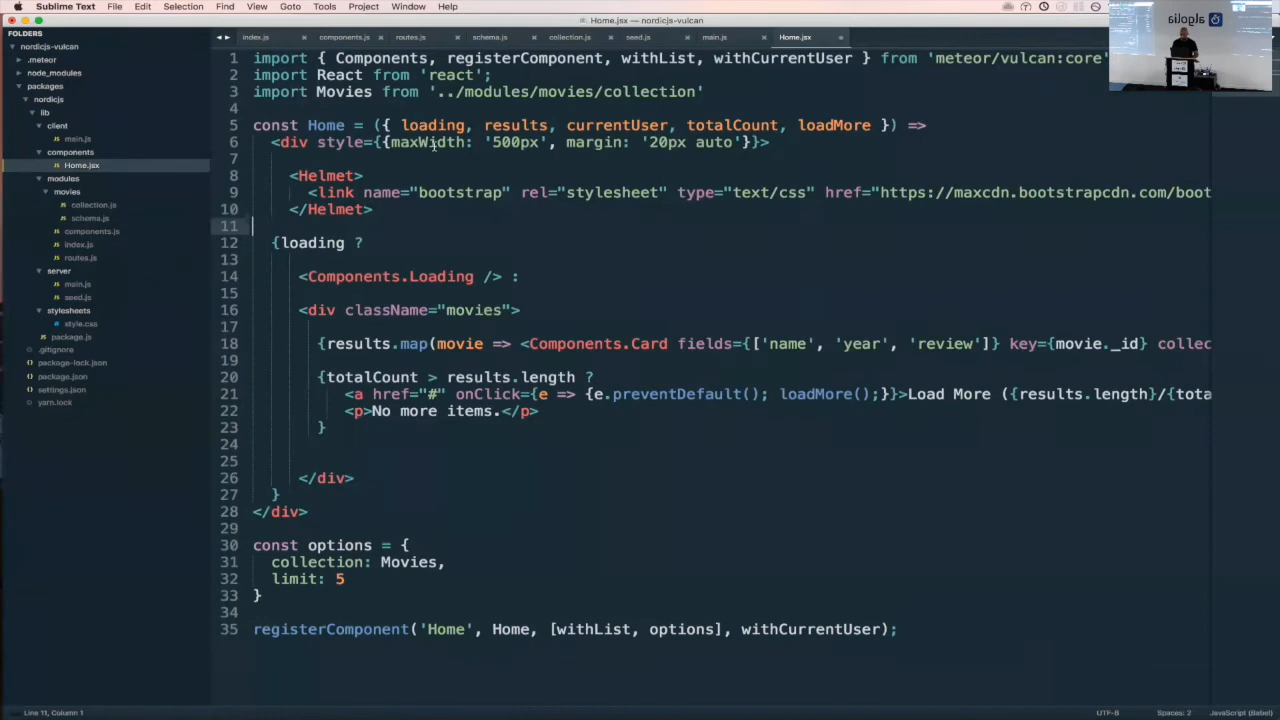 Sublime Text File Edit Selection Find View Goto Tools Project Window Help
Home.jsx — nordicjs-vulcan
algolia
FOLDERS
nordicjs-vulcan
.meteor
node_modules
packages
nordicjs
lib
client
main.js
components
Home.jsx
modules
movies
collection.js
schema.js
components.js
index.js
routes.js
server
main.js
seed.js
stylesheets
style.css
package.js
.gitignore
package-lock.json
package.json
settings.json
yarn.lock
index.js components.js routes.js schema.js collection.js seed.js main.js Home.jsx
1 import { Components, registerComponent, withList, withCurrentUser } from 'meteor/vulcan:core'
2 import React from 'react';
3 import Movies from '../modules/movies/collection'
4
5 const Home = ({ loading, results, currentUser, totalCount, loadMore }) =>
6 <div style={{maxWidth: '500px', margin: '20px auto'}}>
7
8 <Helmet>
9 <link name="bootstrap" rel="stylesheet" type="text/css" href="https://maxcdn.bootstrapcdn.com/boot
10 </Helmet>
11
12 {loading ?
13
14 <Components.Loading /> :
15
16 <div className="movies">
17
18 {results.map(movie => <Components.Card fields={['name', 'year', 'review']} key={movie._id} collec
19
20 {totalCount > results.length ?
21 <a href="#" onClick={e => {e.preventDefault(); loadMore();}}>Load More ({results.length}/{tota
22 <p>No more items.</p>
23 }
24
25
26 </div>
27 }
28 </div>
29
30 const options = {
31 collection: Movies,
32 limit: 5
33 }
34
35 registerComponent('Home', Home, [withList, options], withCurrentUser);
Line 11, Column 1 UTF-8 Spaces: 2 JavaScript (Babel)